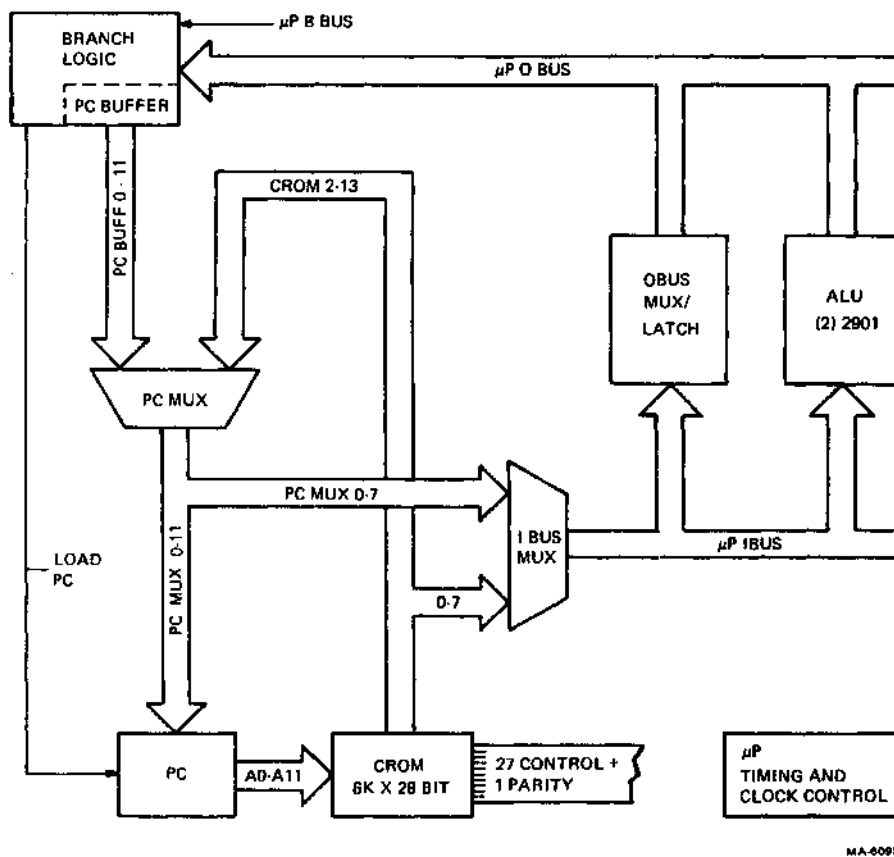 BRANCH
LOGIC
PC BUFFER
µP B BUS
µP O BUS
PC BUFF 0-11
CROM 2-13
OBUS
MUX/
LATCH
ALU
(2) 2901
PC MUX
PC MUX 0-7
I BUS
MUX
µP IBUS
LOAD
PC
PC MUX 0-11
0-7
PC
A0-A11
CROM
6K X 28 BIT
27 CONTROL +
1 PARITY
µP
TIMING AND
CLOCK CONTROL